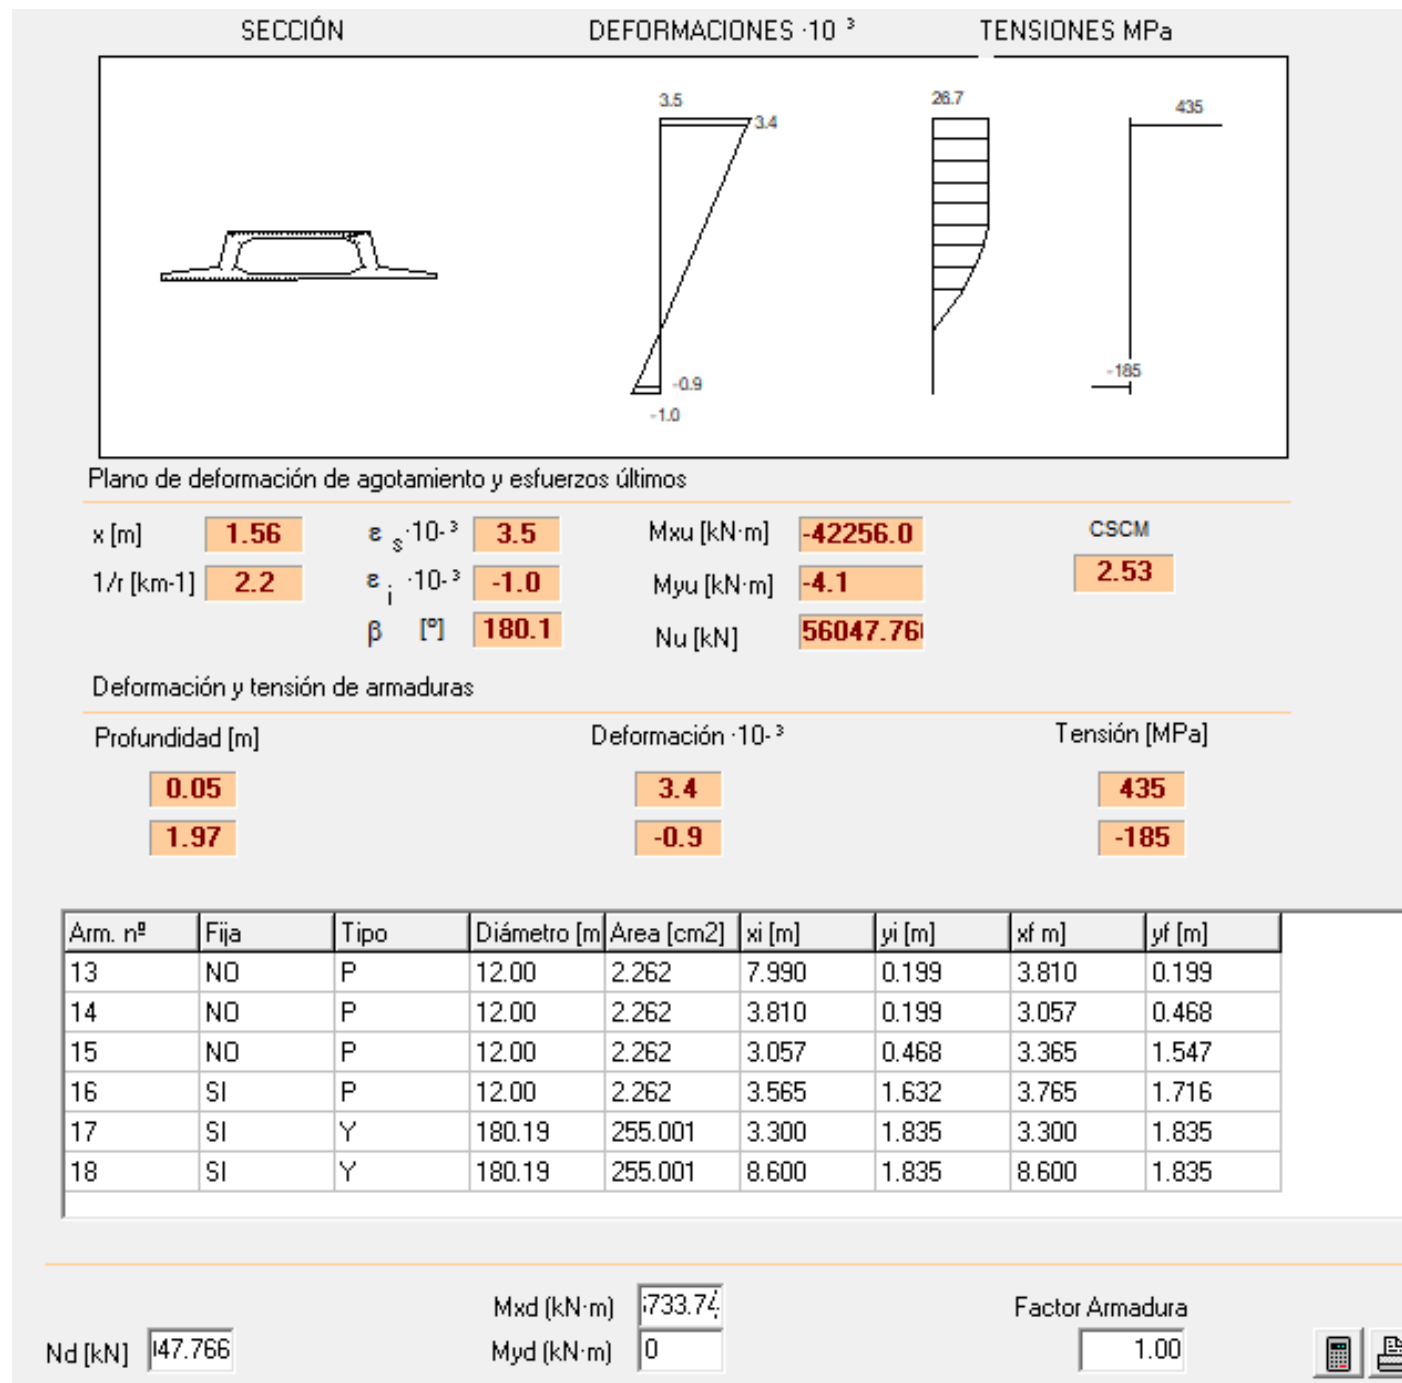 SECCIÓN DEFORMACIONES ·10 ³ TENSIONES MPa
3.5 26.7 435
3.4
-185
-0.9
-1.0
Plano de deformación de agotamiento y esfuerzos últimos
x [m] 1.56 ε s ·10- ³ 3.5 Mxu [kN·m] -42256.0 CSCM
1/r [km-1] 2.2 ε i ·10- ³ -1.0 Myu [kN·m] -4.1 2.53
β [º] 180.1 Nu [kN] 56047.76
Deformación y tensión de armaduras
Profundidad [m] Deformación ·10- ³ Tensión [MPa]
0.05 3.4 435
1.97 -0.9 -185
Arm. nº Fija Tipo Diámetro [m Area [cm2] xi [m] yi [m] xf m] yf [m]
13 NO P 12.00 2.262 7.990 0.199 3.810 0.199
14 NO P 12.00 2.262 3.810 0.199 3.057 0.468
15 NO P 12.00 2.262 3.057 0.468 3.365 1.547
16 SI P 12.00 2.262 3.565 1.632 3.765 1.716
17 SI Y 180.19 255.001 3.300 1.835 3.300 1.835
18 SI Y 180.19 255.001 8.600 1.835 8.600 1.835
Mxd (kN·m) 733.74 Factor Armadura
Nd [kN] 047.766 Myd (kN·m) 0 1.00